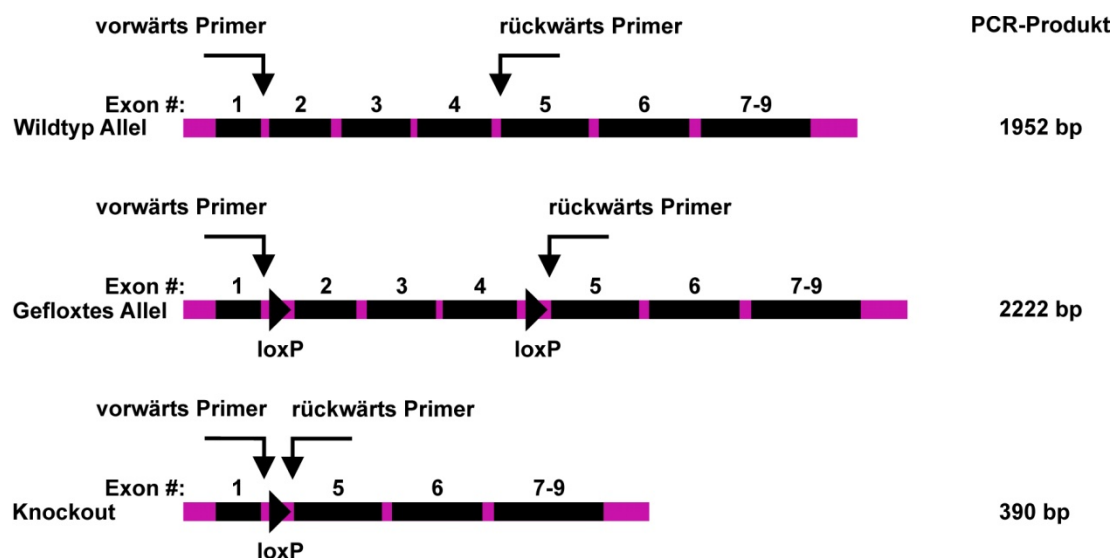 vorwärts Primer rückwärts Primer PCR-Produkt
Exon #: 1 2 3 4 5 6 7-9
Wildtyp Allel 1952 bp
vorwärts Primer rückwärts Primer
Exon #: 1 2 3 4 5 6 7-9
Gefloxtes Allel 2222 bp
loxP loxP
vorwärts Primer rückwärts Primer
Exon #: 1 5 6 7-9
Knockout 390 bp
loxP